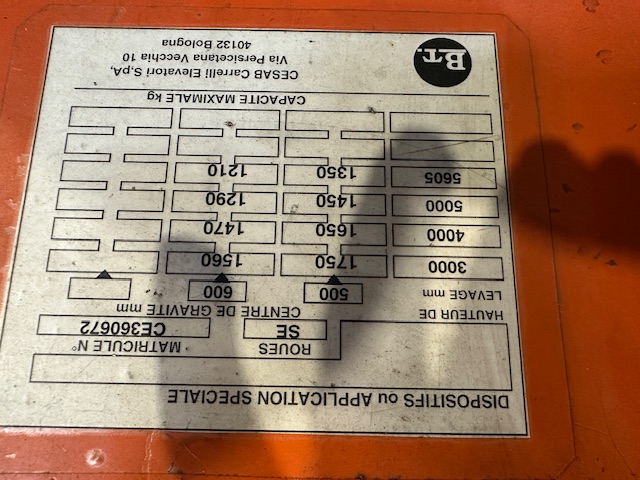 DISPOSITIFS ou APPLICATION SPECIALE
ROUES
MATRICULE N°
SE
CE360672
HAUTEUR DE
LEVAGE mm
CENTRE DE GRAVITE mm
500
600
3000 1750 1560
4000 1650 1470
5000 1450 1290
5605 1350 1210
CAPACITE MAXIMALE kg
BT.
CESAB Carrelli Elevatori S,pA,
Via Persicetana Vecchia 10
40132 Bologna